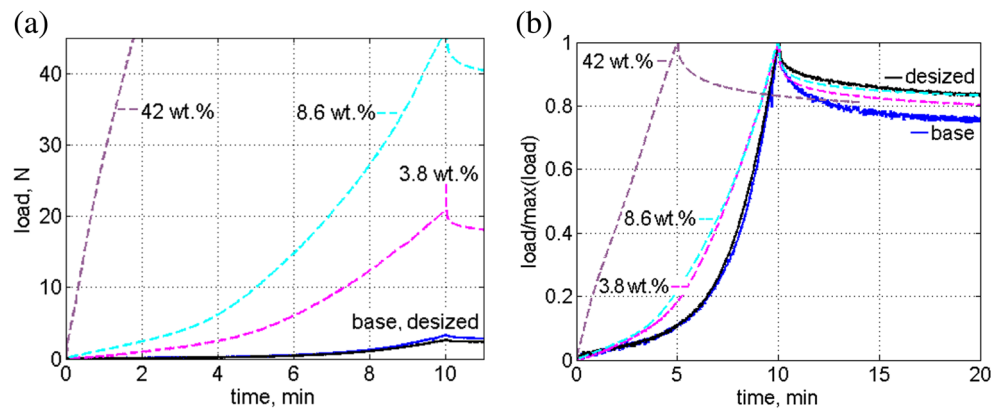 (a)
load, N
40
30
20
10
0
42 wt.%
8.6 wt.%
3.8 wt.%
base, desized
0 2 4 6 8 10
time, min
(b)
load/max(load)
1
0.8
0.6
0.4
0.2
0
42 wt.%
desized
base
8.6 wt.%
3.8 wt.%
0 5 10 15 20
time, min